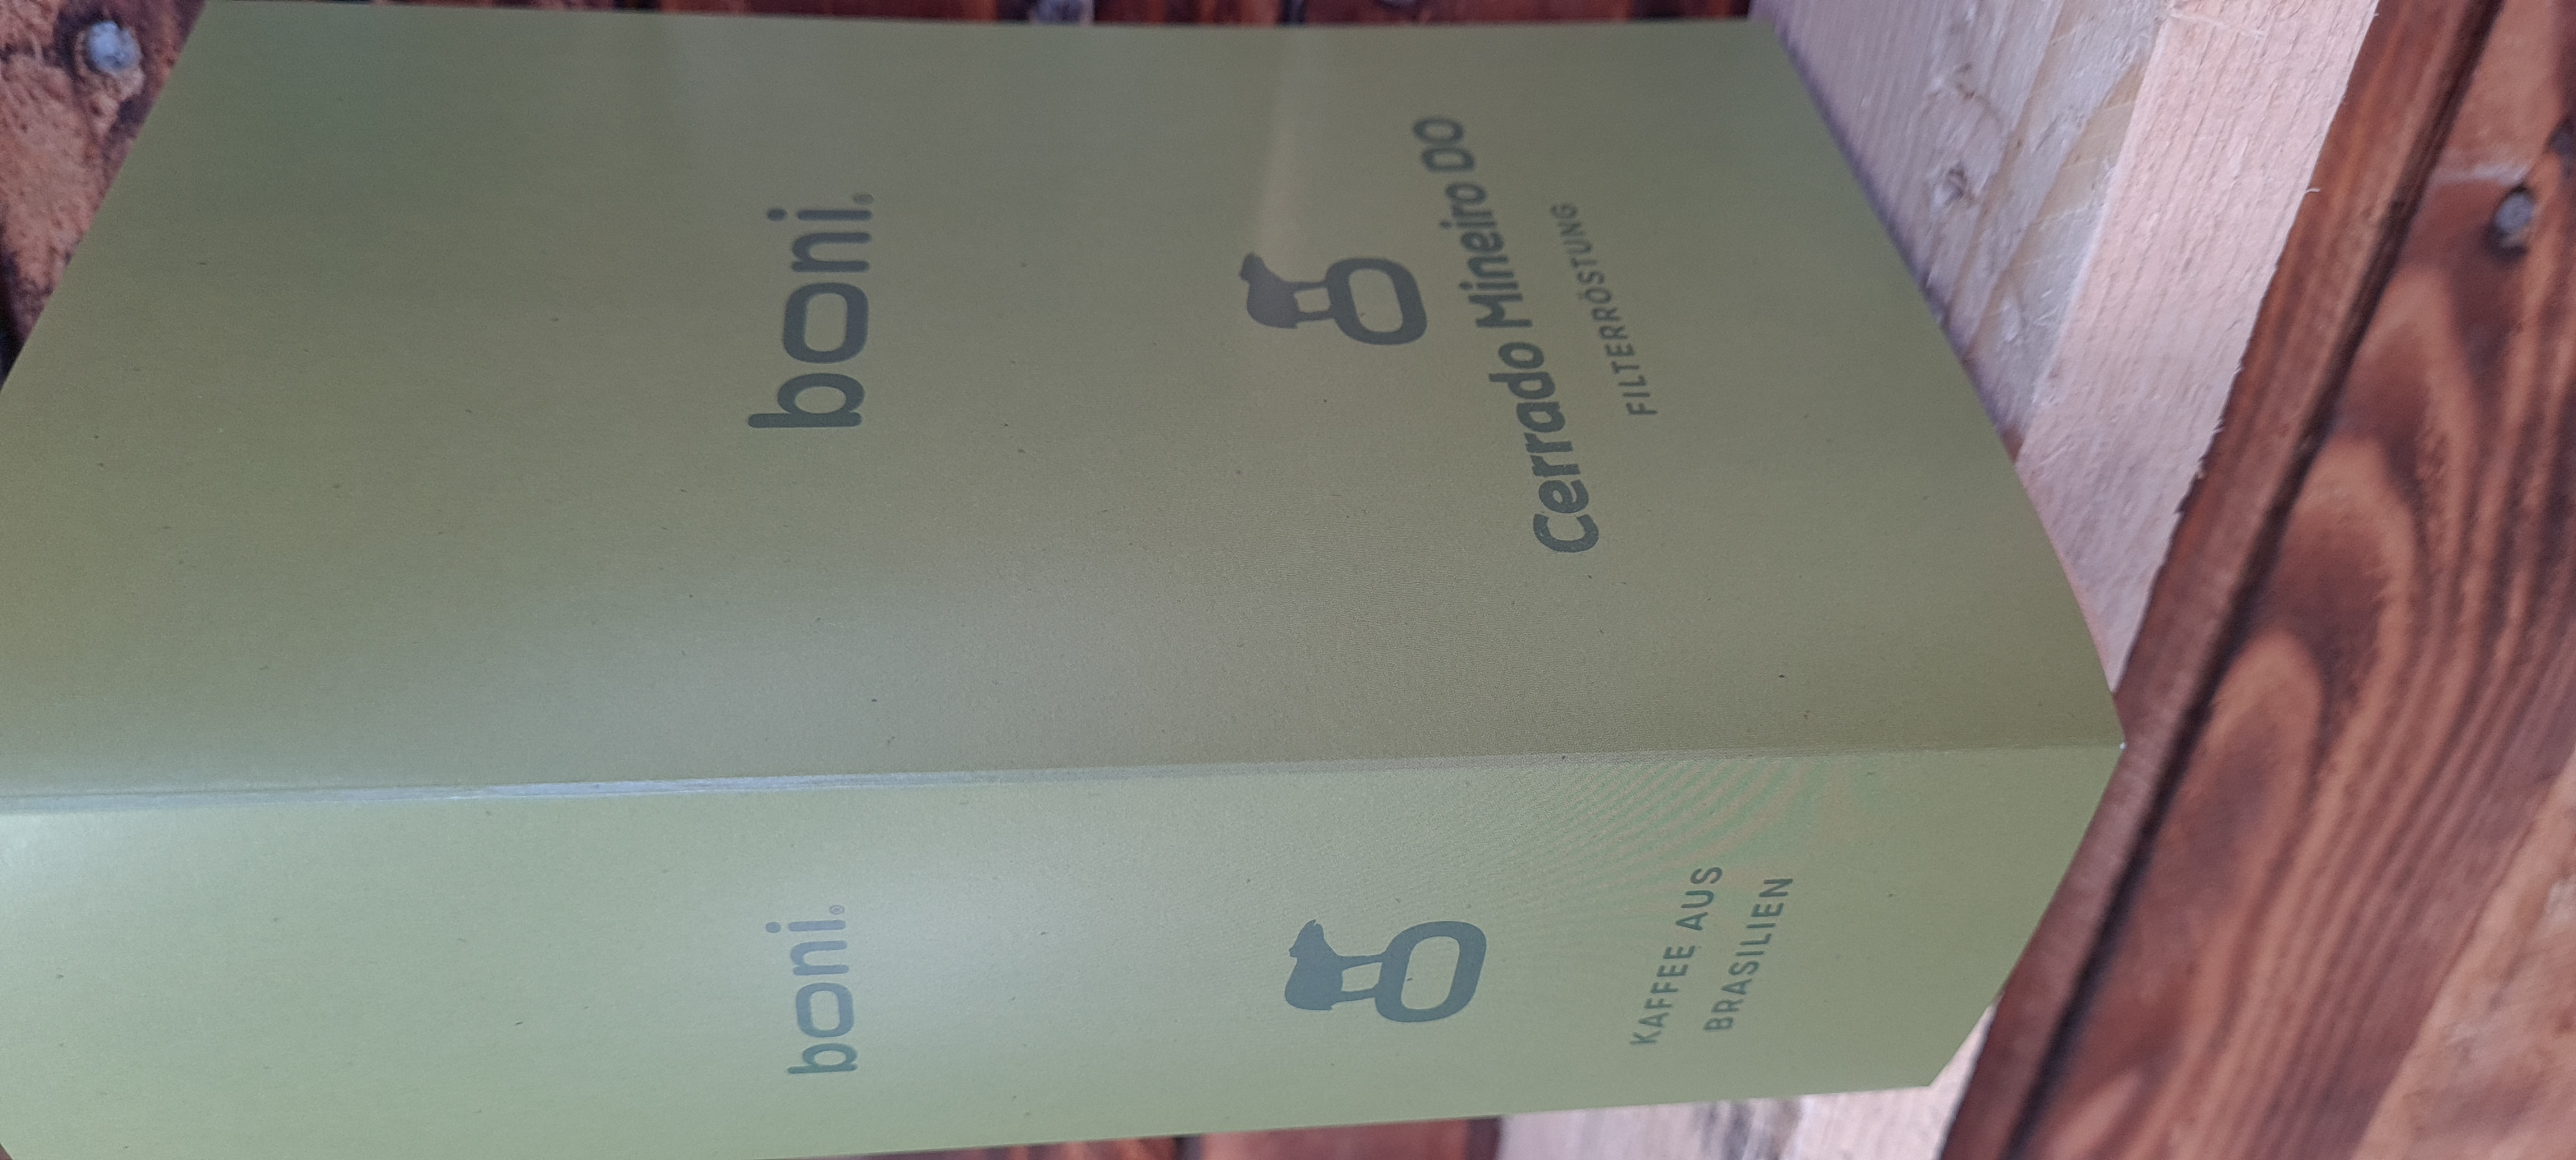 boni.®
Cerrado Mineiro DO
FILTERRÖSTUNG
boni.®
KAFFEE AUS
BRASILIEN